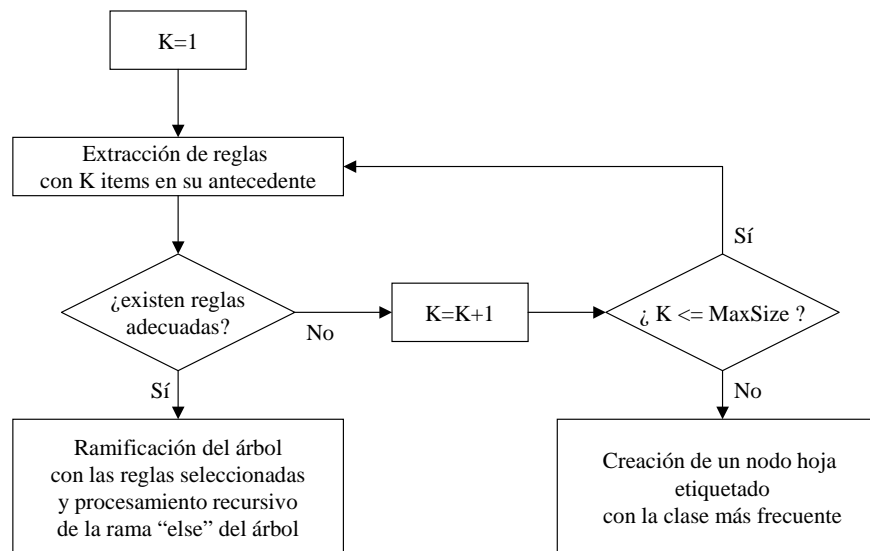 K=1
Extracción de reglas
con K items en su antecedente
Sí
¿existen reglas
adecuadas?
No
K=K+1
¿ K <= MaxSize ?
Sí
No
Ramificación del árbol
con las reglas seleccionadas
y procesamiento recursivo
de la rama “else” del árbol
Creación de un nodo hoja
etiquetado
con la clase más frecuente